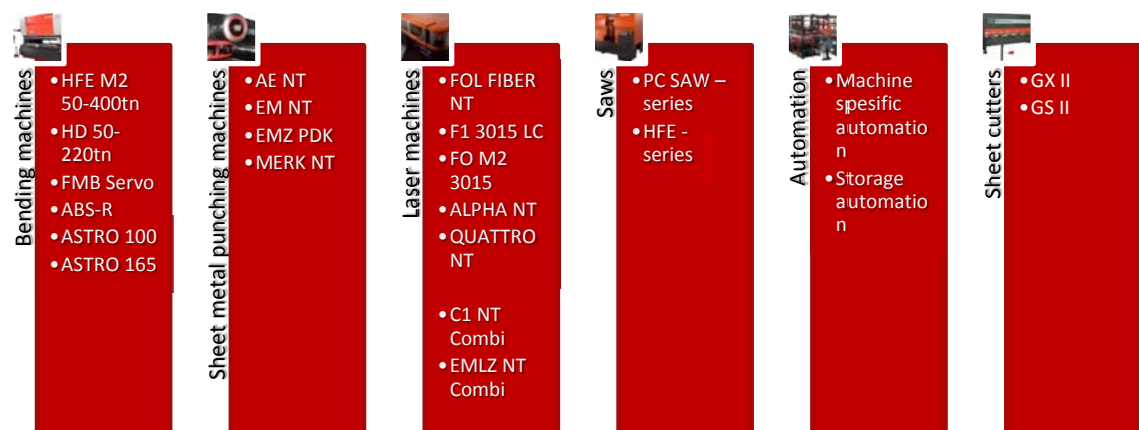 Bending machines
•HFE M2
50-400tn
•HD 50-
220tn
•FMB Servo
•ABS-R
•ASTRO 100
•ASTRO 165
Sheet metal punching machines
•AE NT
•EM NT
•EMZ PDK
•MERK NT
Laser machines
•FOL FIBER
NT
•F1 3015 LC
•FO M2
3015
•ALPHA NT
•QUATTRO
NT
•C1 NT
Combi
•EMLZ NT
Combi
Saws
•PC SAW –
series
•HFE -
series
Automation
•Machine
spesific
automatio
n
•Storage
automatio
n
Sheet cutters
•GX II
•GS II